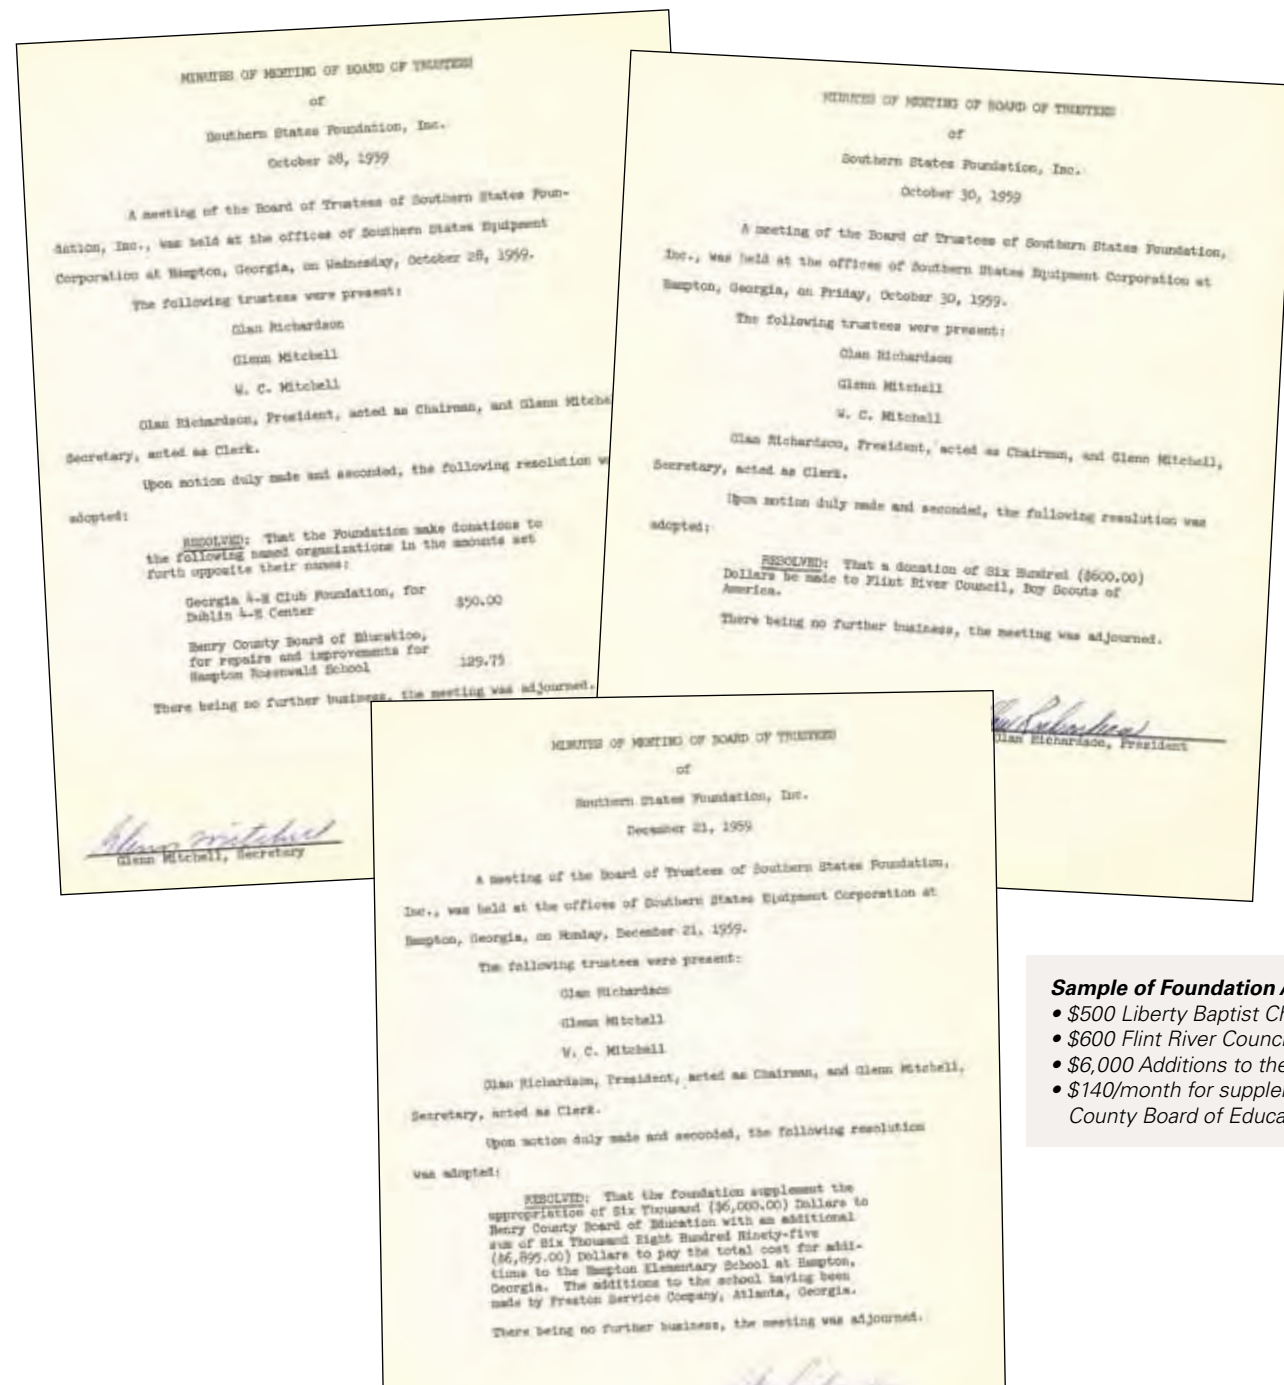 MINUTES OF MEETING OF BOARD OF TRUSTEES
of
Southern States Foundation, Inc.
October 28, 1959
A meeting of the Board of Trustees of Southern States Foun-
dation, Inc., was held at the offices of Southern States Equipment
Corporation at Hampton, Georgia, on Wednesday, October 28, 1959.
The following trustees were present:
Olan Richardson
Glenn Mitchell
W. C. Mitchell
Olan Richardson, President, acted as Chairman, and Glenn Mitche
Secretary, acted as Clerk.
Upon motion duly made and seconded, the following resolution w
adopted:
RESOLVED: That the Foundation make donations to
the following named organizations in the amounts set
forth opposite their names:
Georgia 4-H Club Foundation, for
Dublin 4-H Center $50.00
Henry County Board of Education,
for repairs and improvements for
Hampton Rosenwald School 129.75
There being no further business, the meeting was adjourned.
Glenn Mitchell
Glenn Mitchell, Secretary
MINUTES OF MEETING OF BOARD OF TRUSTEES
of
Southern States Foundation, Inc.
October 30, 1959
A meeting of the Board of Trustees of Southern States Foundation,
Inc., was held at the offices of Southern States Equipment Corporation at
Hampton, Georgia, on Friday, October 30, 1959.
The following trustees were present:
Olan Richardson
Glenn Mitchell
W. C. Mitchell
Olan Richardson, President, acted as Chairman, and Glenn Mitchell,
Secretary, acted as Clerk.
Upon motion duly made and seconded, the following resolution was
adopted:
RESOLVED: That a donation of Six Hundred ($600.00)
Dollars be made to Flint River Council, Boy Scouts of
America.
There being no further business, the meeting was adjourned.
Olan Richardson, President
MINUTES OF MEETING OF BOARD OF TRUSTEES
of
Southern States Foundation, Inc.
December 21, 1959
A meeting of the Board of Trustees of Southern States Foundation,
Inc., was held at the offices of Southern States Equipment Corporation at
Hampton, Georgia, on Monday, December 21, 1959.
The following trustees were present:
Olan Richardson
Glenn Mitchell
W. C. Mitchell
Olan Richardson, President, acted as Chairman, and Glenn Mitchell,
Secretary, acted as Clerk.
Upon motion duly made and seconded, the following resolution
was adopted:
RESOLVED: That the foundation supplement the
appropriation of Six Thousand ($6,000.00) Dollars to
Henry County Board of Education with an additional
sum of Six Thousand Eight Hundred Ninety-five
($6,895.00) Dollars to pay the total cost for addi-
tions to the Hampton Elementary School at Hampton,
Georgia. The additions to the school having been
made by Preston Service Company, Atlanta, Georgia.
There being no further business, the meeting was adjourned.
Sample of Foundation
• $500 Liberty Baptist Ch
• $600 Flint River Counci
• $6,000 Additions to the
• $140/month for supple
County Board of Educa